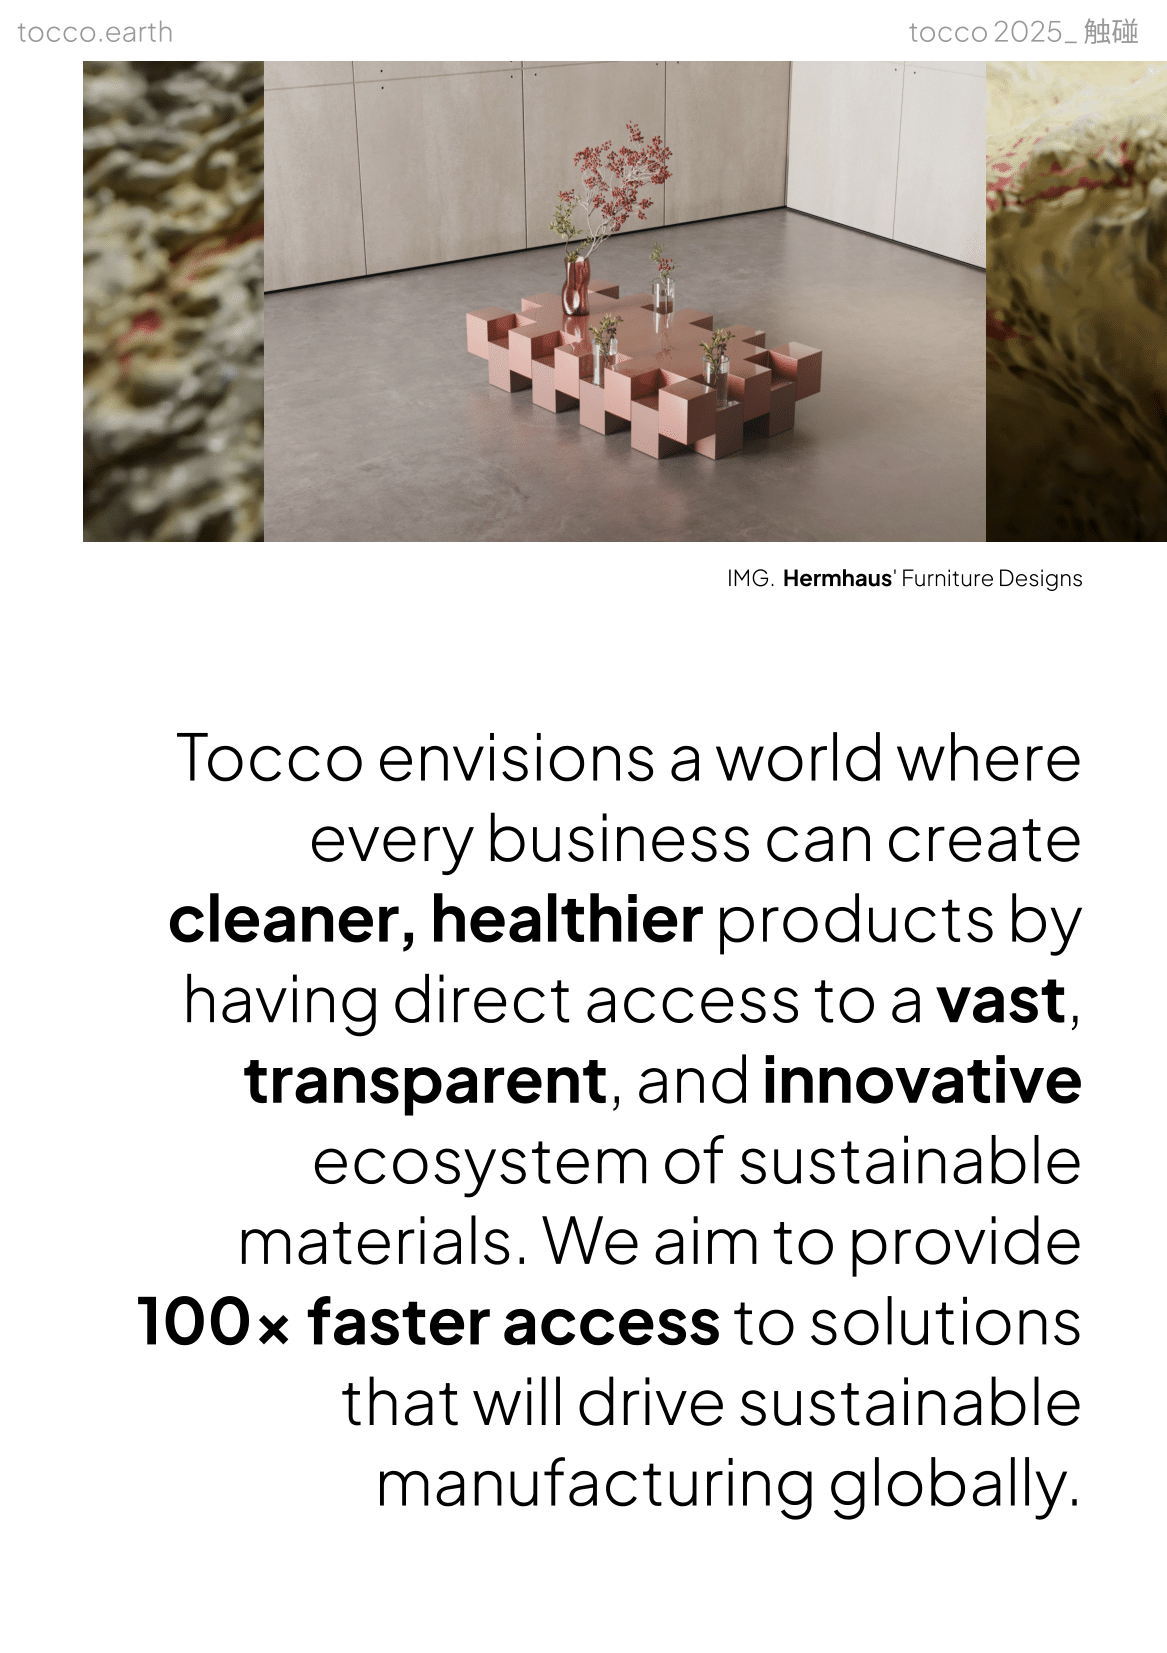 tocco.earth
tocco 2025_ 触碰
IMG. Hermhaus' Furniture Designs
Tocco envisions a world where
every business can create
cleaner, healthier products by
having direct access to a vast,
transparent, and innovative
ecosystem of sustainable
materials. We aim to provide
100× faster access to solutions
that will drive sustainable
manufacturing globally.